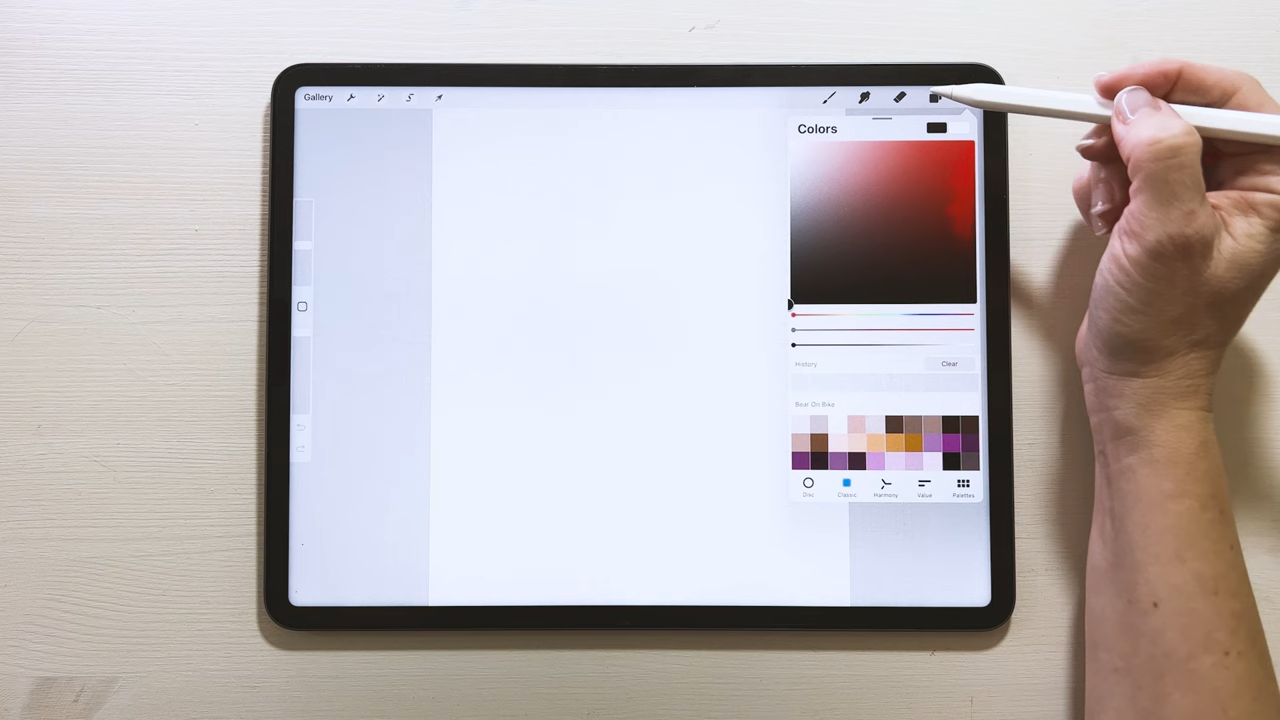 Gallery
Colors
History Clear
Bear On Bike
Disc Classic Harmony Value Palettes